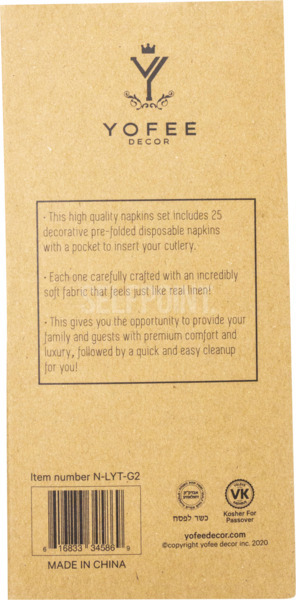 YOFEE
DECOR
• This high quality napkins set includes 25
decorative pre-folded disposable napkins
with a pocket to insert your cutlery.
• Each one carefully crafted with an incredibly
soft fabric that feels just like real linen!
• This gives you the opportunity to provide your
family and guests with premium comfort and
luxury, followed by a quick and easy cleanup
for you!
Item number N-LYT-G2
6 16833 34586 9
MADE IN CHINA
כשר לפסח
VK
Kosher For
Passover
yofeedecor.com
©copyright yofee decor inc. 2020